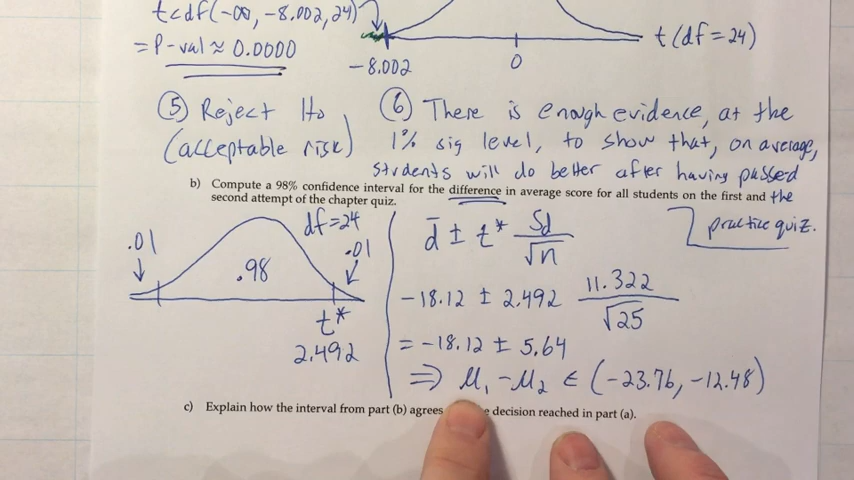 tcdf(-∞, -8.002, 24)
= P-val ≈ 0.0000
-8.002
0
t (df = 24)
⑤ Reject Ho
(acceptable risk)
⑥ There is enough evidence, at the
1% sig level, to show that, on average,
students will do better after having passed
the
practice quiz.
b) Compute a 98% confidence interval for the difference in average score for all students on the first and
second attempt of the chapter quiz.
df=24
.01
.98
.01
t*
2.492
d̄ ± t* Sd/√n
-18.12 ± 2.492 11.322/√25
= -18.12 ± 5.64
⇒ μ₁ - μ₂ ∈ (-23.76, -12.48)
c) Explain how the interval from part (b) agrees decision reached in part (a).